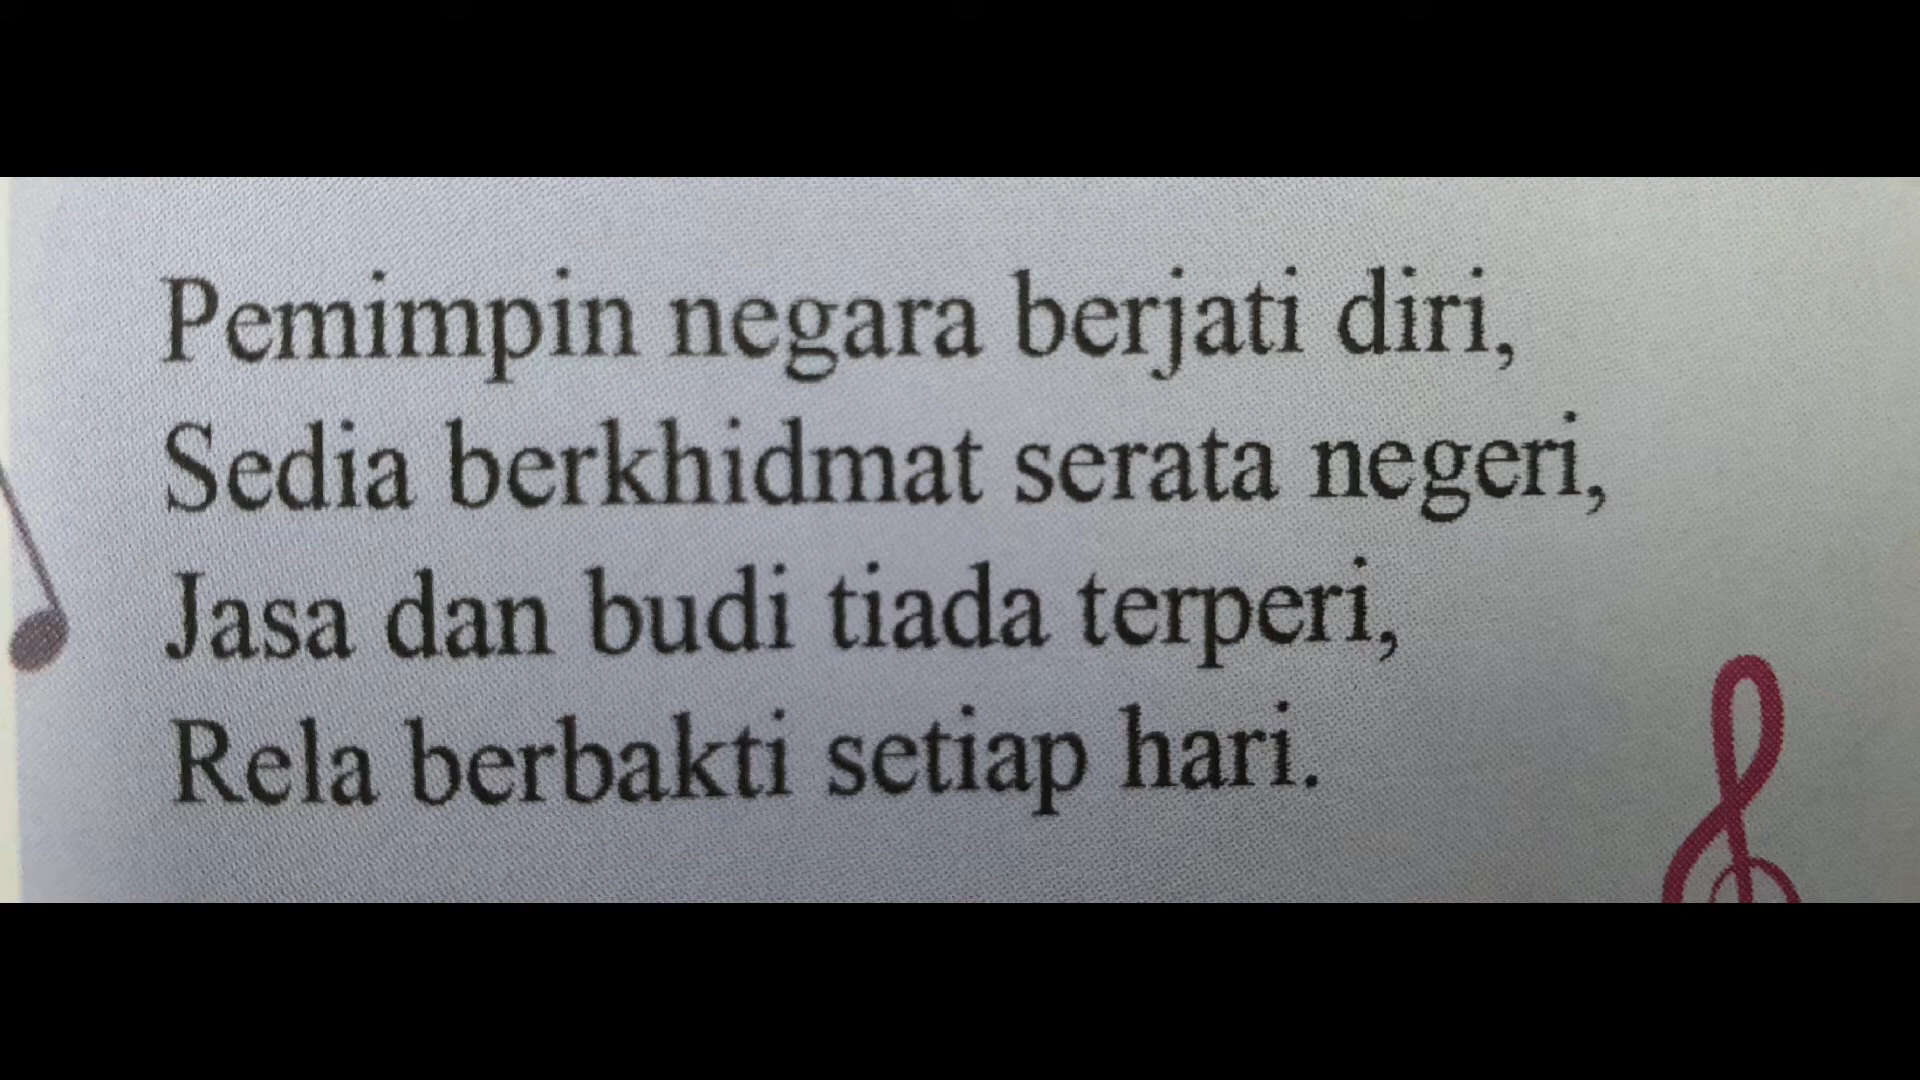 Pemimpin negara berjati diri,
Sedia berkhidmat serata negeri,
Jasa dan budi tiada terperi,
Rela berbakti setiap hari.